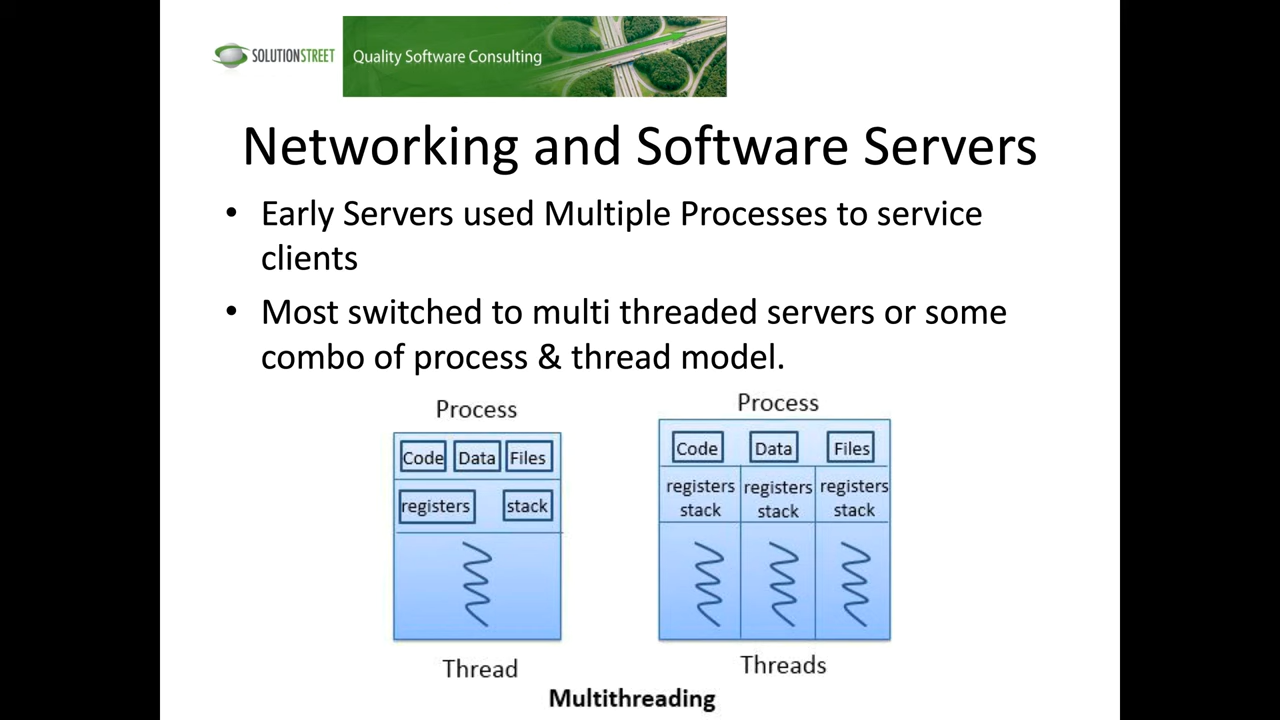 SOLUTIONSTREET
Quality Software Consulting
Networking and Software Servers
• Early Servers used Multiple Processes to service
clients
• Most switched to multi threaded servers or some
combo of process & thread model.
Process
Code Data Files
registers stack
Thread
Process
Code Data Files
registers registers registers
stack stack stack
Threads
Multithreading